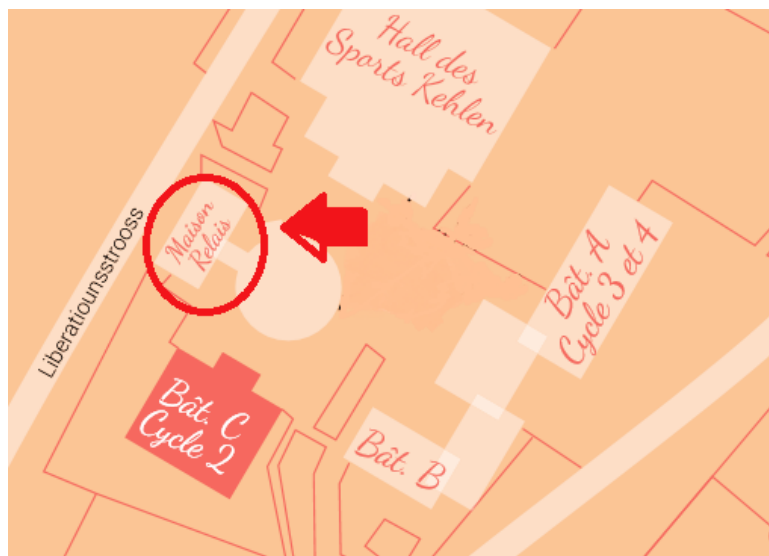 Hall des
Sports Kehlen
Maison
Relais
Liberatiounsstrooss
Bât. A
Cycle 3 et 4
Bât. C
Cycle 2
Bât. B